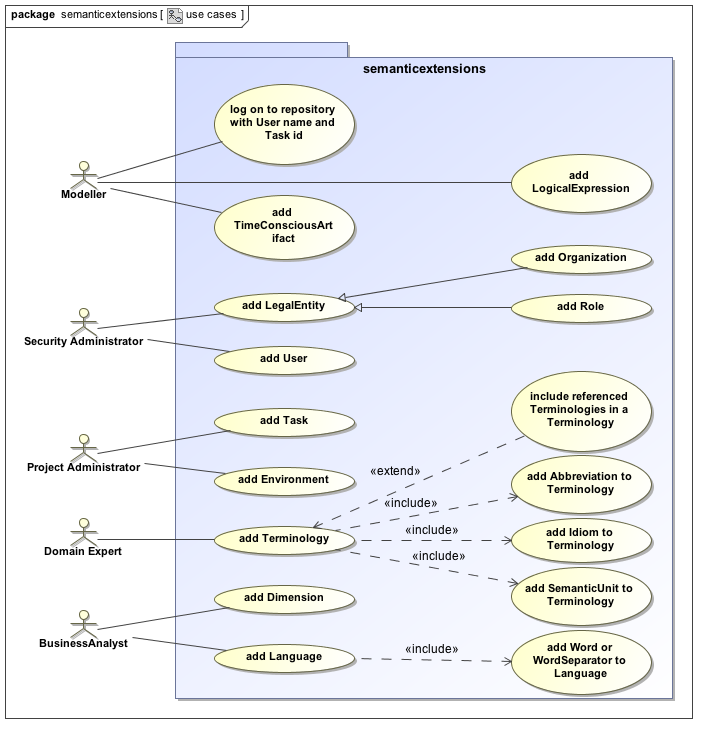 package semanticextensions [ use cases ]
semanticextensions
log on to repository
with User name and
Task id
Modeller
add
LogicalExpression
add
TimeConsciousArt
ifact
add Organization
add LegalEntity
add Role
Security Administrator
add User
include referenced
Terminologies in a
Terminology
add Task
Project Administrator
«extend»
add Environment
add Abbreviation to
Terminology
«include»
add Terminology
«include»
add Idiom to
Terminology
Domain Expert
«include»
add SemanticUnit to
Terminology
add Dimension
BusinessAnalyst
add Language
«include»
add Word or
WordSeparator to
Language